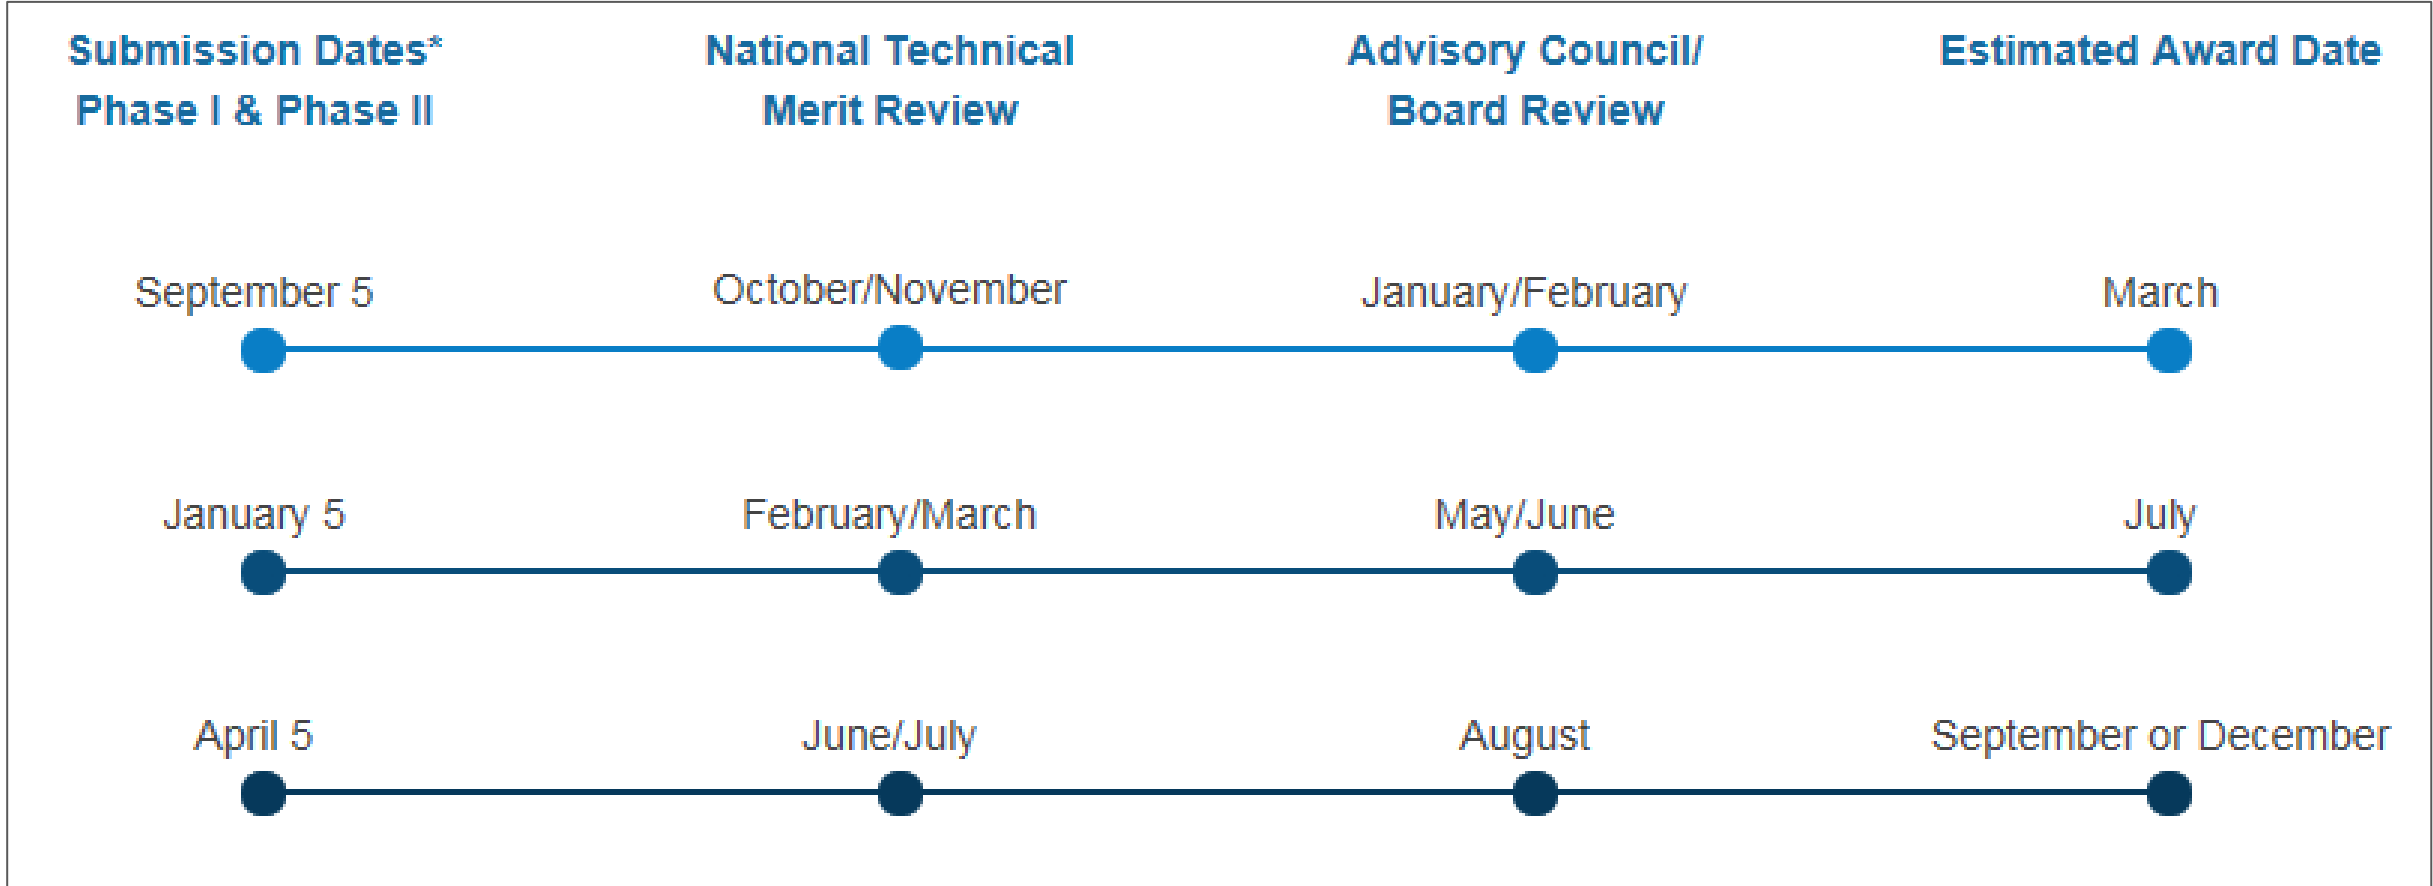 Submission Dates*
Phase I & Phase II
National Technical
Merit Review
Advisory Council/
Board Review
Estimated Award Date
September 5
October/November
January/February
March
January 5
February/March
May/June
July
April 5
June/July
August
September or December